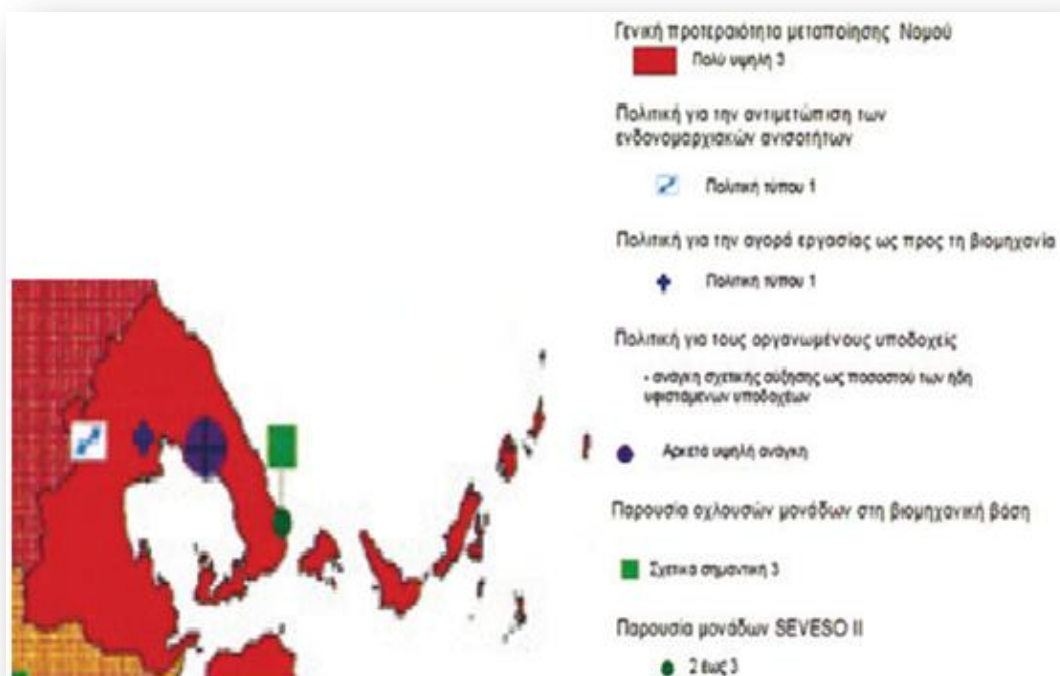 Γενική προτεραιότητα μεταποίησης Νομού
Πολύ υψηλή 3
Πολιτική για την αντιμετώπιση των
ενδονομαρχιακών ανισοτήτων
Πολιτική τύπου 1
Πολιτική για την αγορά εργασίας ως προς τη βιομηχανία
Πολιτική τύπου 1
Πολιτική για τους οργανωμένους υποδοχείς
- ανάγκη σχετικής αύξησης ως ποσοστού των ήδη
υφιστάμενων υποδοχέων
Αρκετά υψηλή ανάγκη
Παρουσία οχλουσών μονάδων στη βιομηχανική βάση
Σχετικά σημαντική 3
Παρουσία μονάδων SEVESO II
2 έως 3